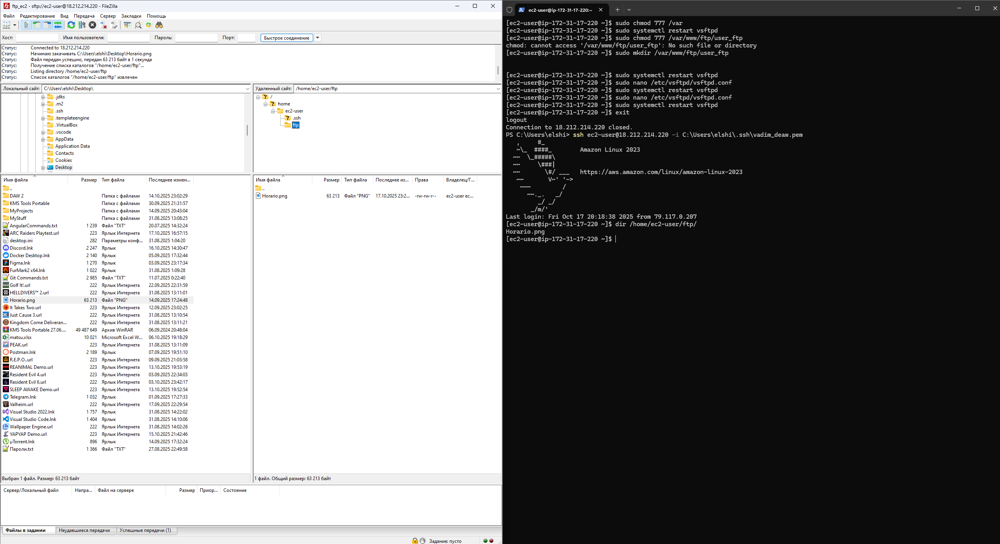 ftp_ec2 - sftp://ec2-user@18.212.214.220 - FileZilla
Файл Редактирование Вид Передача Сервер Закладки Помощь
Хост: Имя пользователя: Пароль: Порт: Быстрое соединение
Статус: Connected to 18.212.214.220
Статус: Начинаю закачивать C:\Users\elshi\Desktop\Horario.png
Статус: Файл передан успешно, передан 63 213 байт в 1 секунда
Статус: Получение списка каталогов "/home/ec2-user/ftp"...
Статус: Listing directory /home/ec2-user/ftp
Статус: Список каталогов "/home/ec2-user/ftp" извлечен
Локальный сайт: C:\Users\elshi\Desktop\
.jdks
.m2
.ssh
.templateengine
.VirtualBox
.vscode
AppData
Application Data
Contacts
Cookies
Desktop
Удаленный сайт: /home/ec2-user/ftp
/
home
ec2-user
.ssh
ftp
Имя файла Размер Тип файла Последнее измен...
..
DAW 2 Папка с файлами 14.10.2025 23:02:29
KMS Tools Portable Папка с файлами 30.09.2025 21:31:57
MyProjects Папка с файлами 14.09.2025 20:43:04
MyStuff Папка с файлами 31.08.2025 13:08:25
AngularCommands.txt 1 239 Файл "TXT" 20.07.2025 14:32:24
ARC Raiders Playtest.url 223 Ярлык Интернета 17.10.2025 16:57:15
desktop.ini 282 Параметры конф... 31.08.2025 1:04:20
Discord.lnk 2 247 Ярлык 16.10.2025 14:30:47
Docker Desktop.lnk 2 140 Ярлык 05.09.2025 17:32:44
Figma.lnk 1 270 Ярлык 03.09.2025 23:17:34
FurMark2 x64.lnk 1 022 Ярлык 31.08.2025 1:09:28
Git Commands.txt 2 985 Файл "TXT" 11.07.2025 0:22:40
Golf It!.url 222 Ярлык Интернета 22.09.2025 22:31:59
HELLDIVERS™ 2.url 222 Ярлык Интернета 31.08.2025 13:11:01
Horario.png 63 213 Файл "PNG" 14.09.2025 17:24:48
It Takes Two.url 223 Ярлык Интернета 12.09.2025 23:02:25
Just Cause 3.url 222 Ярлык Интернета 31.08.2025 13:10:54
Kingdom Come Deliveran... 222 Ярлык Интернета 31.08.2025 13:11:21
KMS Tools Portable 27.06.... 49 487 649 Архив WinRAR 06.09.2024 20:48:04
matsu.xlsx 10 021 Microsoft Excel W... 06.10.2025 19:18:29
PEAK.url 223 Ярлык Интернета 31.08.2025 13:11:09
Postman.lnk 2 189 Ярлык 07.09.2025 19:51:10
R.E.P.O..url 223 Ярлык Интернета 09.09.2025 21:03:58
REANIMAL Demo.url 223 Ярлык Интернета 13.10.2025 19:53:19
Resident Evil 4.url 223 Ярлык Интернета 03.09.2025 22:34:03
Resident Evil 6.url 222 Ярлык Интернета 03.10.2025 23:42:17
SLEEP AWAKE Demo.url 223 Ярлык Интернета 13.10.2025 19:52:54
Telegram.lnk 1 032 Ярлык 01.09.2025 17:27:33
Valheim.url 222 Ярлык Интернета 17.09.2025 22:29:54
Visual Studio 2022.lnk 1 757 Ярлык 31.08.2025 14:22:02
Visual Studio Code.lnk 1 404 Ярлык 31.08.2025 14:10:06
Wallpaper Engine.url 222 Ярлык Интернета 31.08.2025 14:02:26
YAPYAP Demo.url 223 Ярлык Интернета 15.10.2025 21:42:46
µTorrent.lnk 896 Ярлык 14.09.2025 17:32:24
Пароли.txt 1 366 Файл "TXT" 27.08.2025 22:49:58
Выбран 1 файл. Размер: 63 213 байт
Имя файла Размер Тип файла Последнее из... Права Владелец/Г...
..
Horario.png 63 213 Файл "PNG" 17.10.2025 23:2... -rw-rw-r-- ec2-user ec...
1 файл. Общий размер: 63 213 байт
Сервер/Локальный файл Напра... Файл на сервере Размер Приор... Состояние
Файлы в задании Неудавшиеся передачи Успешные передачи (1)
Задание: пусто
ec2-user@ip-172-31-17-220:~
[ec2-user@ip-172-31-17-220 ~]$ sudo chmod 777 /var
[ec2-user@ip-172-31-17-220 ~]$ sudo systemctl restart vsftpd
[ec2-user@ip-172-31-17-220 ~]$ sudo chmod 777 /var/www/ftp/user_ftp
chmod: cannot access '/var/www/ftp/user_ftp': No such file or directory
[ec2-user@ip-172-31-17-220 ~]$ sudo mkdir /var/www/ftp/user_ftp
[ec2-user@ip-172-31-17-220 ~]$ sudo systemctl restart vsftpd
[ec2-user@ip-172-31-17-220 ~]$ sudo nano /etc/vsftpd/vsftpd.conf
[ec2-user@ip-172-31-17-220 ~]$ sudo systemctl restart vsftpd
[ec2-user@ip-172-31-17-220 ~]$ sudo nano /etc/vsftpd/vsftpd.conf
[ec2-user@ip-172-31-17-220 ~]$ sudo systemctl restart vsftpd
[ec2-user@ip-172-31-17-220 ~]$ exit
logout
Connection to 18.212.214.220 closed.
PS C:\Users\elshi> ssh ec2-user@18.212.214.220 -i C:\Users\elshi\.ssh\vadim_deaw.pem
   ,     #_
   ~\_  ####_        Amazon Linux 2023
  ~~  \_#####\
  ~~     \###|
  ~~       \#/ ___   https://aws.amazon.com/linux/amazon-linux-2023
   ~~       V~' '->
    ~~~         /
      ~~._.   _/
         _/ _/
       _/m/'
Last login: Fri Oct 17 20:18:38 2025 from 79.117.0.207
[ec2-user@ip-172-31-17-220 ~]$ dir /home/ec2-user/ftp/
Horario.png
[ec2-user@ip-172-31-17-220 ~]$